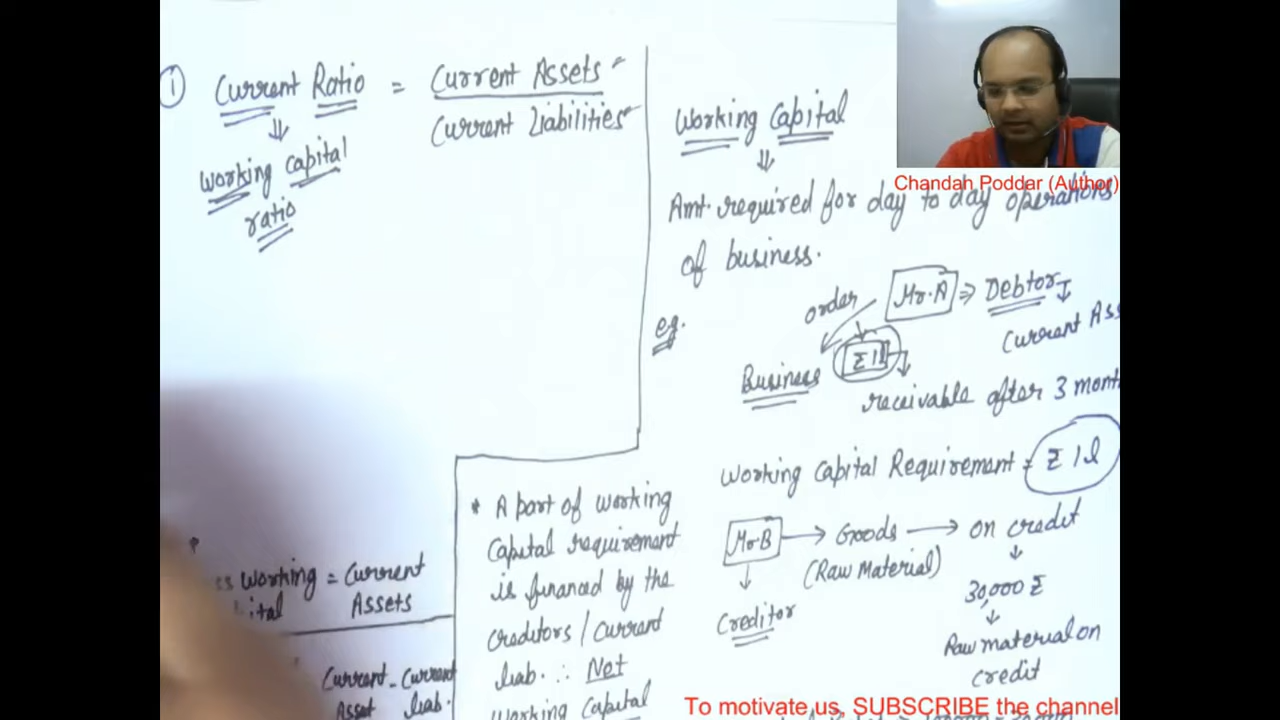 ① Current Ratio = Current Assets
Current Liabilities
⇓
Working Capital
ratio
Working Capital
⇓
Amt. required for day to day operations
of business.
eg.
order
Mr. A ⇒ Debtor
Current Ass
Business
₹ 1l
receivable after 3 mont
Working Capital Requirement = ₹ 1l
Mr. B → Goods → on credit
(Raw Material)
Creditor
30,000 ₹
Raw material on
credit
* A part of working
Capital requirement
is financed by the
creditors / current
liab. ∴ Net
Working Capital
ss Working = Current
ital Assets
Current - Current
Asset liab.
Chandan Poddar (Author)
To motivate us, SUBSCRIBE the channel